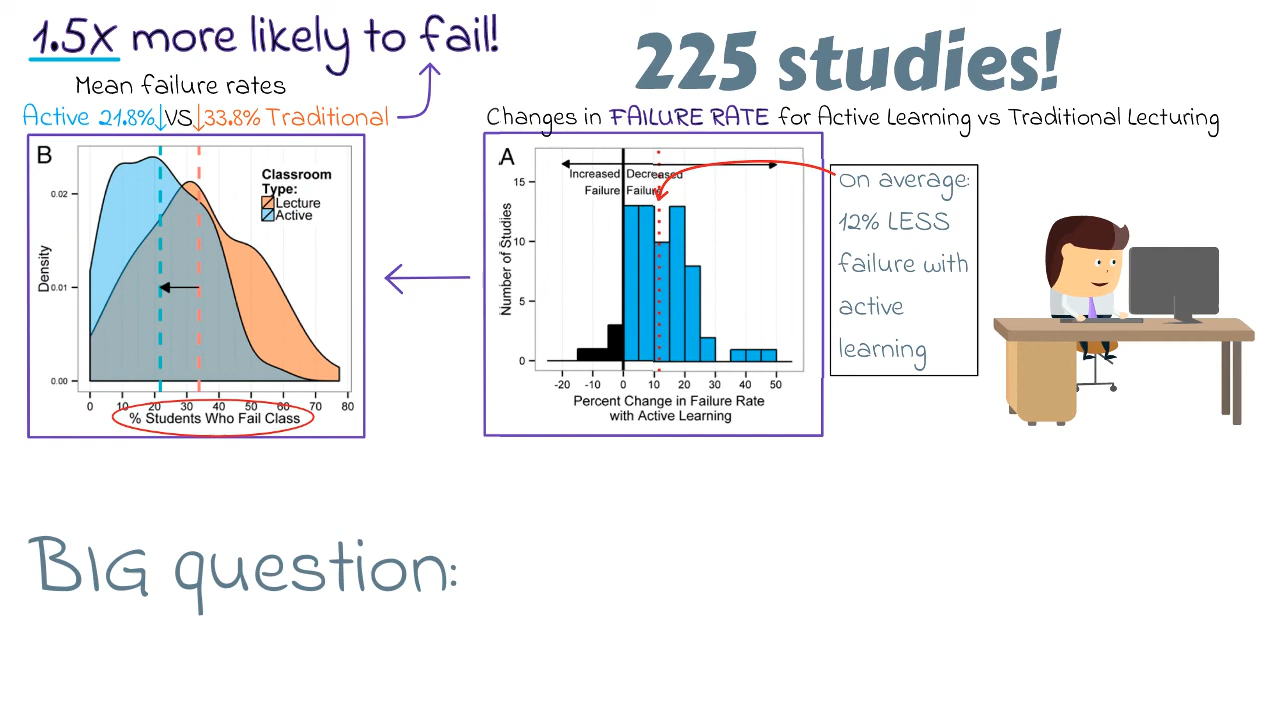 1.5x more likely to fail!
Mean failure rates
Active 21.8%↓VS↓33.8% Traditional
B
Classroom
Type:
Lecture
Active
Density
0.02
0.01
0.00
0 10 20 30 40 50 60 70 80
% Students Who Fail Class
225 studies!
Changes in FAILURE RATE for Active Learning vs Traditional Lecturing
A
Increased Decreased
Failure Failure
Number of Studies
15
10
5
0
-20 -10 0 10 20 30 40 50
Percent Change in Failure Rate
with Active Learning
On average:
12% LESS
failure with
active
learning
BIG question: